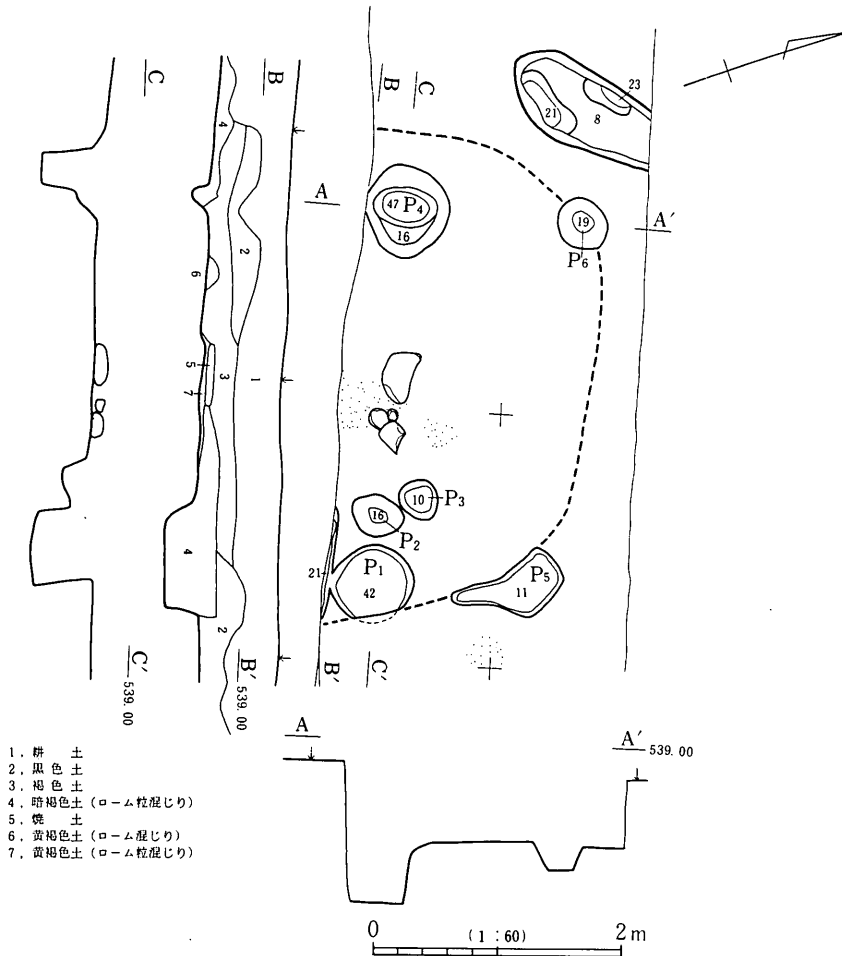 C
B
B
C
A
A'
4
2
6
5
3
1
7
4
2
23
21
8
47 P4
16
19
P6
10 P3
16
P2
P1
42
21
P5
11
C'
539.00
B'
539.00
B'
C'
A
A' 539.00
1，耕　土
2，黒色土
3，褐色土
4，暗褐色土（ローム粒混じり）
5，焼　土
6，黄褐色土（ローム混じり）
7，黄褐色土（ローム粒混じり）
0 (1:60) 2m